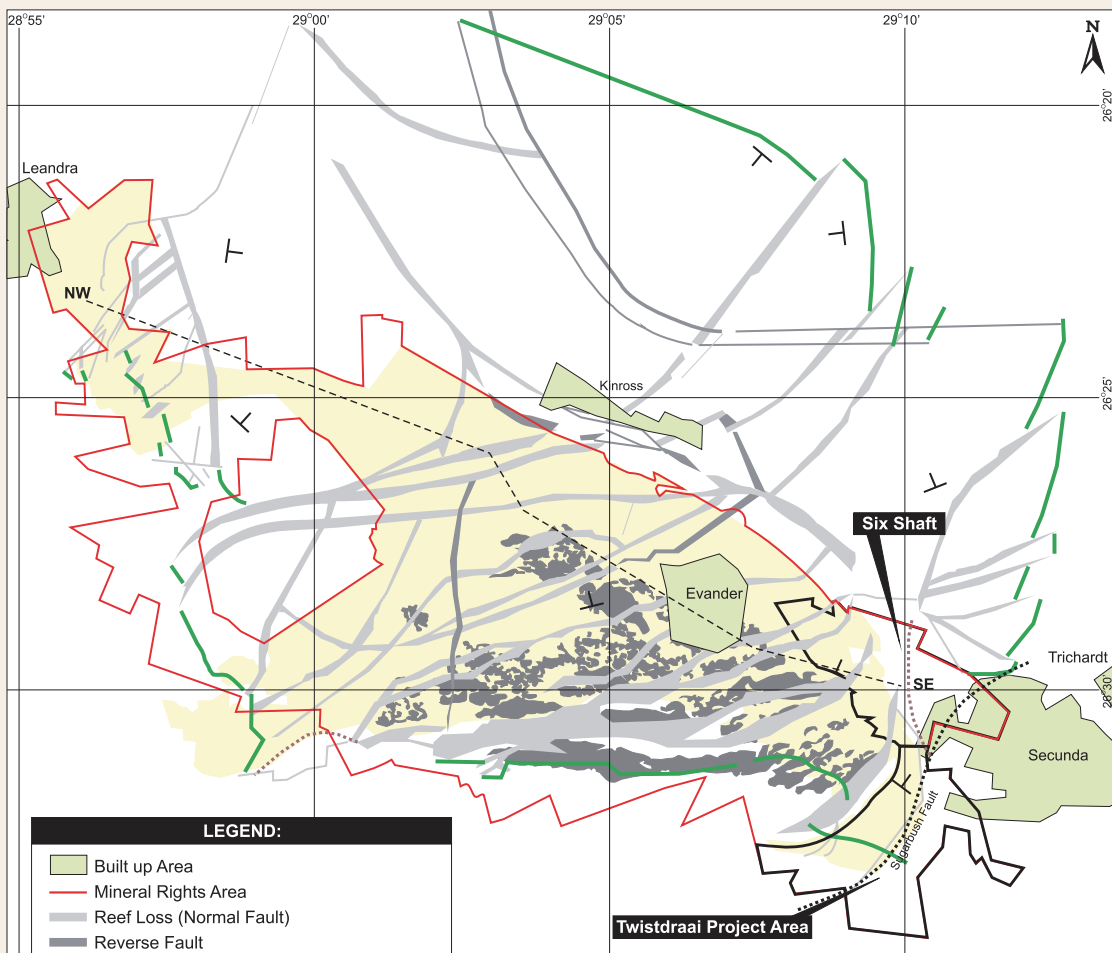 28°55'
29°00'
29°05'
29°10'
N
26°20'
Leandra
NW
Kinross
26°25'
Six Shaft
Evander
Trichardt
SE
28°30'
Secunda
Sugarbush Fault
Twistdraai Project Area
LEGEND:
Built up Area
Mineral Rights Area
Reef Loss (Normal Fault)
Reverse Fault